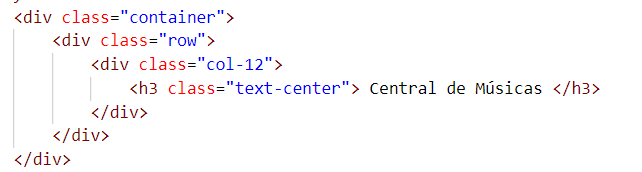 <div class="container">
<div class="row">
<div class="col-12">
<h3 class="text-center"> Central de Músicas </h3>
</div>
</div>
</div>